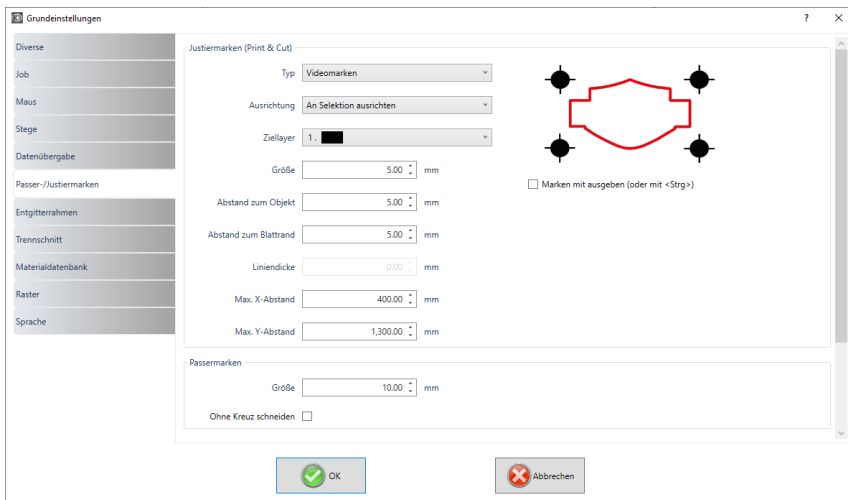 Grundeinstellungen
?
Diverse
Job
Maus
Stege
Datenübergabe
Passer-/Justiermarken
Entgitterrahmen
Trennschnitt
Materialdatenbank
Raster
Sprache
Justiermarken (Print & Cut)
Typ Videomarken
Ausrichtung An Selektion ausrichten
Ziellayer 1.
Größe 5.00 mm
Marken mit ausgeben (oder mit <Strg>)
Abstand zum Objekt 5.00 mm
Abstand zum Blattrand 5.00 mm
Liniendicke 0.00 mm
Max. X-Abstand 400.00 mm
Max. Y-Abstand 1,300.00 mm
Passermarken
Größe 10.00 mm
Ohne Kreuz schneiden
OK
Abbrechen